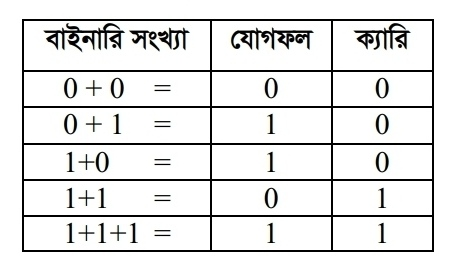 বাইনারি সংখ্যা যোগফল ক্যারি
0 + 0 = 0 0
0 + 1 = 1 0
1+0 = 1 0
1+1 = 0 1
1+1+1 = 1 1